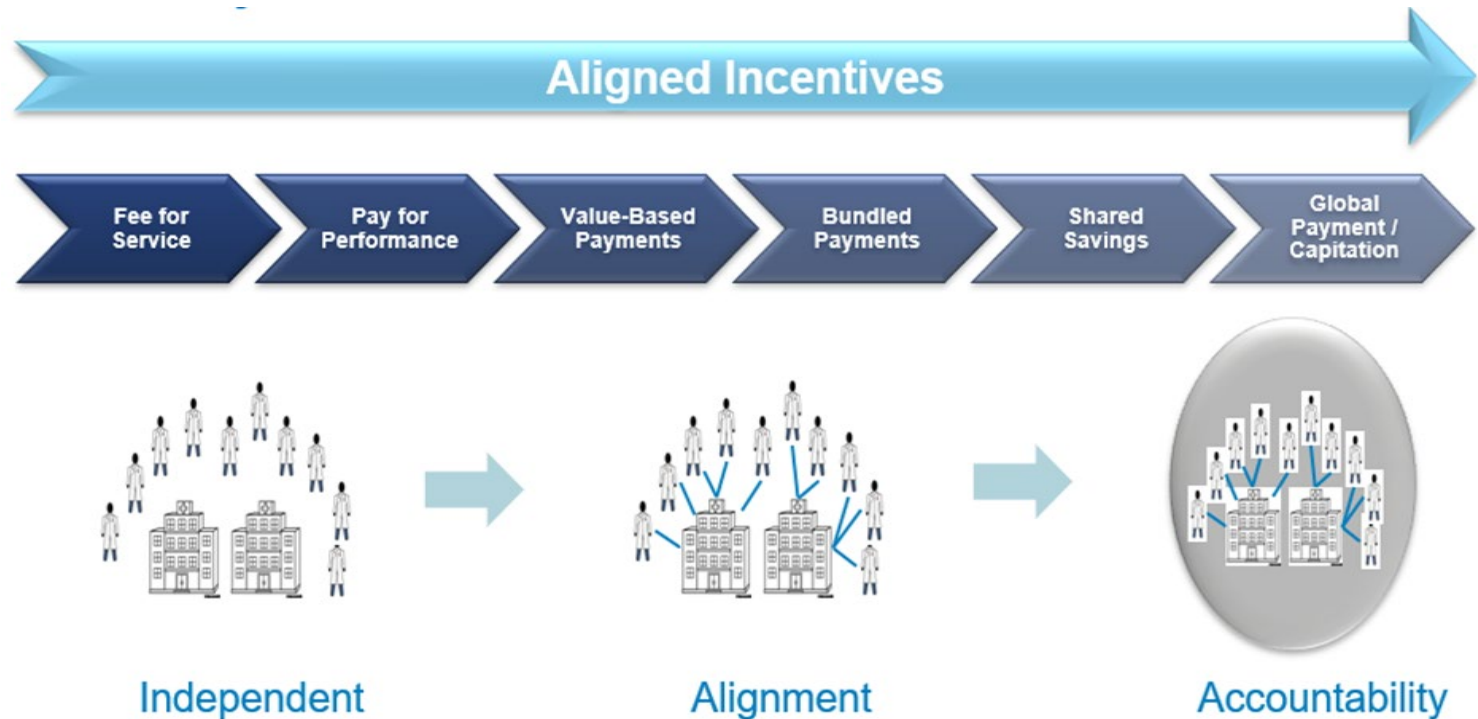 Aligned Incentives
Fee for
Service
Pay for
Performance
Value-Based
Payments
Bundled
Payments
Shared
Savings
Global
Payment /
Capitation
Independent
Alignment
Accountability